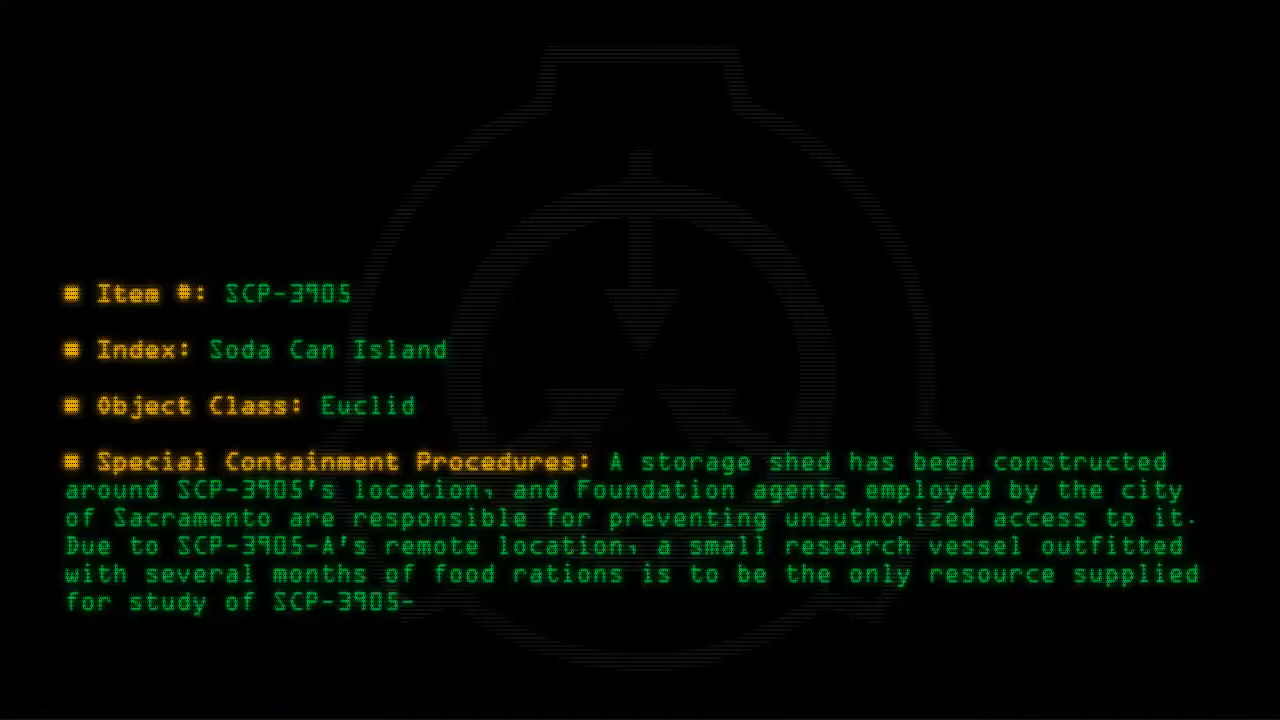 ■ Item #: SCP-3905
■ Index: Soda Can Island
■ Object Class: Euclid
■ Special Containment Procedures: A storage shed has been constructed
around SCP-3905's location, and Foundation agents employed by the city
of Sacramento are responsible for preventing unauthorized access to it.
Due to SCP-3905-A's remote location, a small research vessel outfitted
with several months of food rations is to be the only resource supplied
for study of SCP-3905-